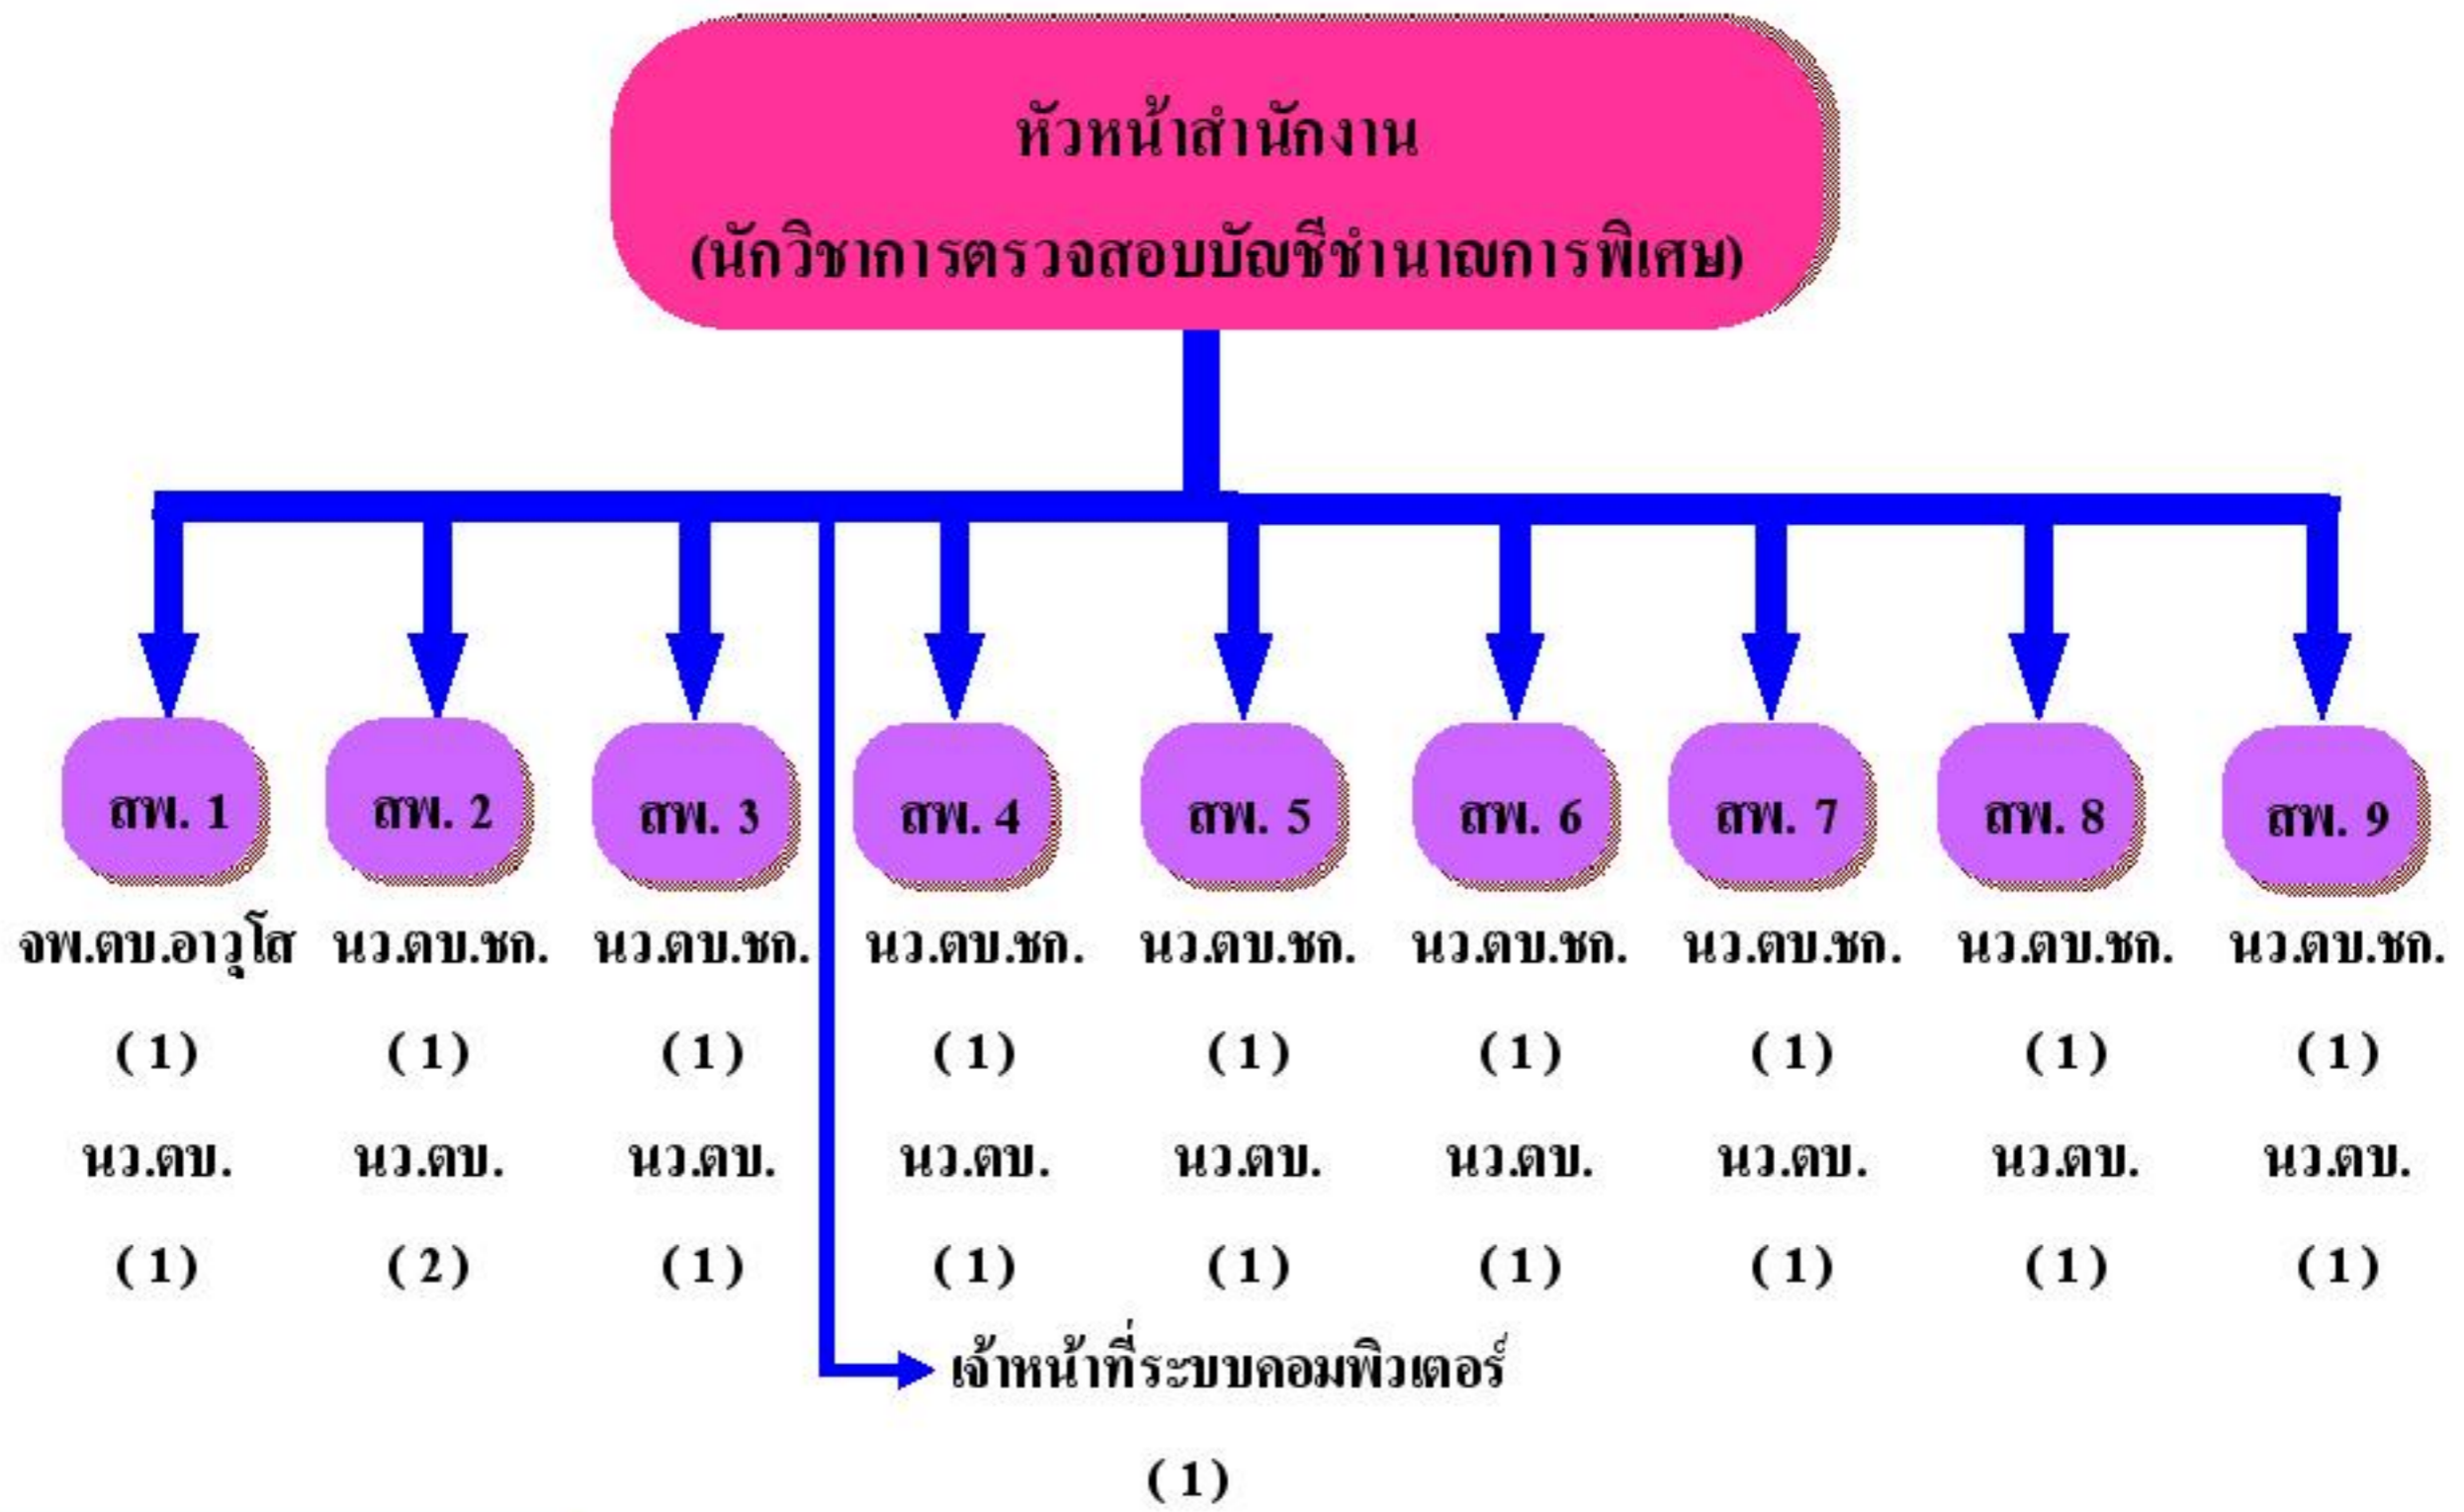 หัวหน้าสำนักงาน
(นักวิชาการตรวจสอบบัญชีชำนาญการพิเศษ)
สพ. 1 สพ. 2 สพ. 3 สพ. 4 สพ. 5 สพ. 6 สพ. 7 สพ. 8 สพ. 9
จพ.ตบ.อาวุโส นว.ตบ.ชก. นว.ตบ.ชก. นว.ตบ.ชก. นว.ตบ.ชก. นว.ตบ.ชก. นว.ตบ.ชก. นว.ตบ.ชก. นว.ตบ.ชก.
(1) (1) (1) (1) (1) (1) (1) (1) (1)
นว.ตบ. นว.ตบ. นว.ตบ. นว.ตบ. นว.ตบ. นว.ตบ. นว.ตบ. นว.ตบ. นว.ตบ.
(1) (2) (1) (1) (1) (1) (1) (1) (1)
เจ้าหน้าที่ระบบคอมพิวเตอร์
(1)